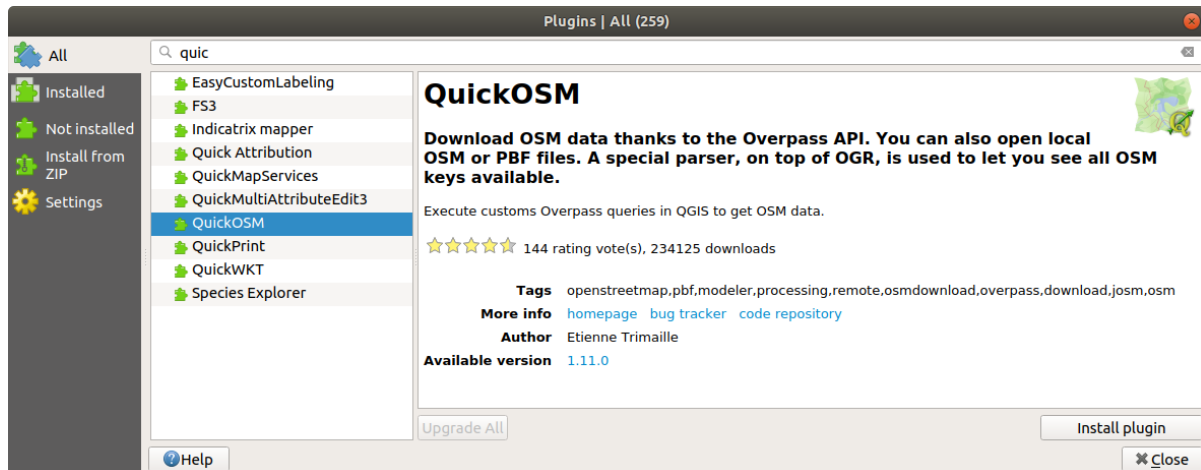 Plugins | All (259)
All
Installed
Not installed
Install from
ZIP
Settings
quic
EasyCustomLabeling
FS3
Indicatrix mapper
Quick Attribution
QuickMapServices
QuickMultiAttributeEdit3
QuickOSM
QuickPrint
QuickWKT
Species Explorer
QuickOSM
Download OSM data thanks to the Overpass API. You can also open local
OSM or PBF files. A special parser, on top of OGR, is used to let you see all OSM
keys available.
Execute customs Overpass queries in QGIS to get OSM data.
144 rating vote(s), 234125 downloads
Tags openstreetmap,pbf,modeler,processing,remote,osmdownload,overpass,download,josm,osm
More info homepage bug tracker code repository
Author Etienne Trimaille
Available version 1.11.0
Upgrade All
Install plugin
Help
Close